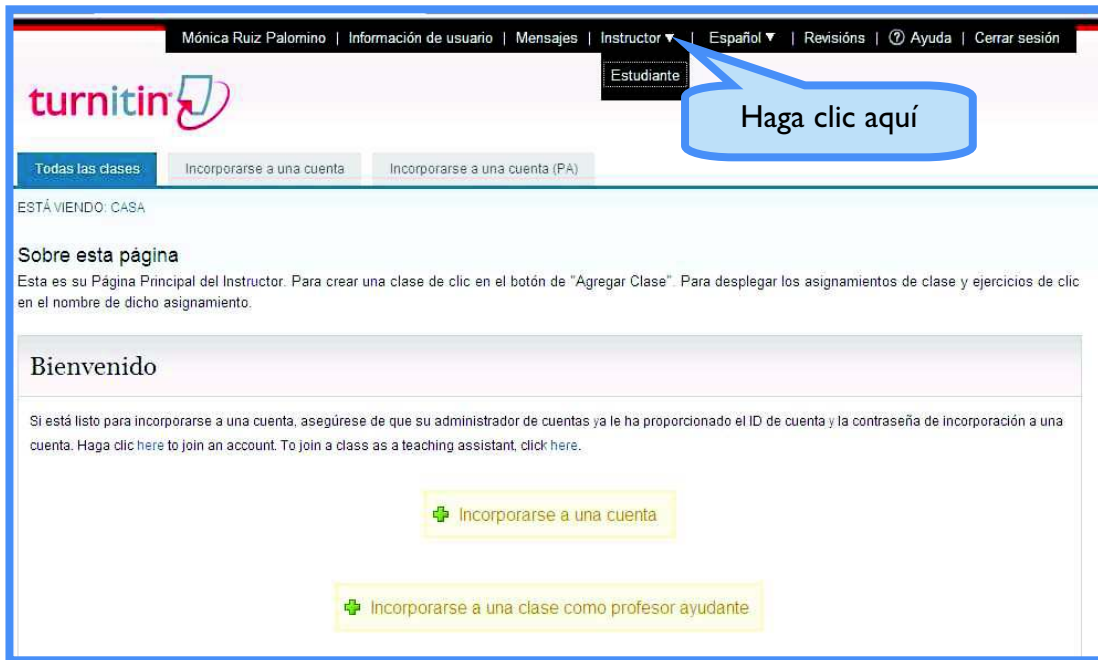 Mónica Ruiz Palomino | Información de usuario | Mensajes | Instructor ▼ | Español ▼ | Revisións | ? Ayuda | Cerrar sesión
Estudiante
Haga clic aquí
turnitin
Todas las clases
Incorporarse a una cuenta
Incorporarse a una cuenta (PA)
ESTÁ VIENDO: CASA
Sobre esta página
Esta es su Página Principal del Instructor. Para crear una clase de clic en el botón de "Agregar Clase". Para desplegar los asignamientos de clase y ejercicios de clic
en el nombre de dicho asignamiento.
Bienvenido
Si está listo para incorporarse a una cuenta, asegúrese de que su administrador de cuentas ya le ha proporcionado el ID de cuenta y la contraseña de incorporación a una
cuenta. Haga clic here to join an account. To join a class as a teaching assistant, click here.
Incorporarse a una cuenta
Incorporarse a una clase como profesor ayudante